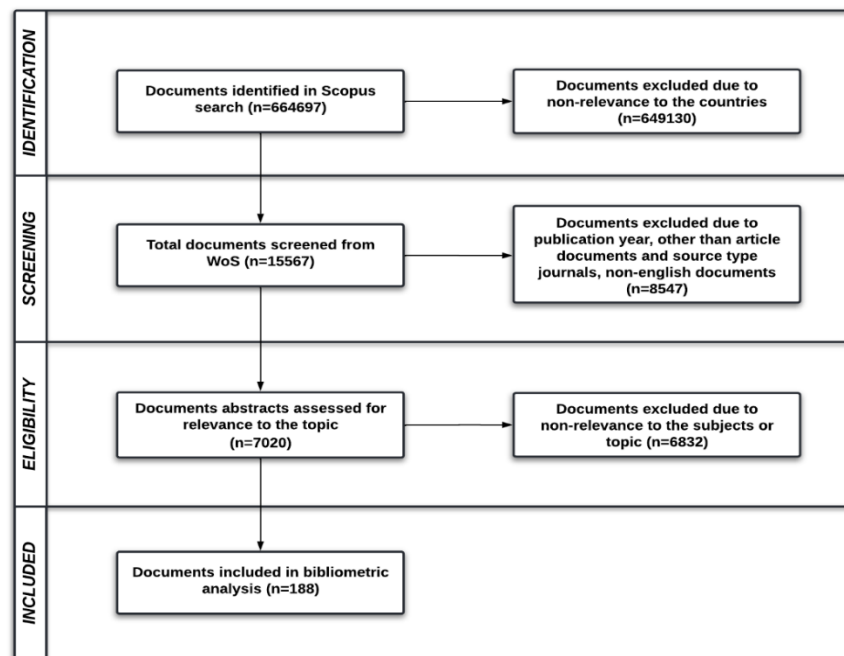 IDENTIFICATION
Documents identified in Scopus
search (n=664697)
Documents excluded due to
non-relevance to the countries
(n=649130)
SCREENING
Total documents screened from
WoS (n=15567)
Documents excluded due to
publication year, other than article
documents and source type
journals, non-english documents
(n=8547)
ELIGIBILITY
Documents abstracts assessed for
relevance to the topic
(n=7020)
Documents excluded due to
non-relevance to the subjects or
topic (n=6832)
INCLUDED
Documents included in bibliometric
analysis (n=188)